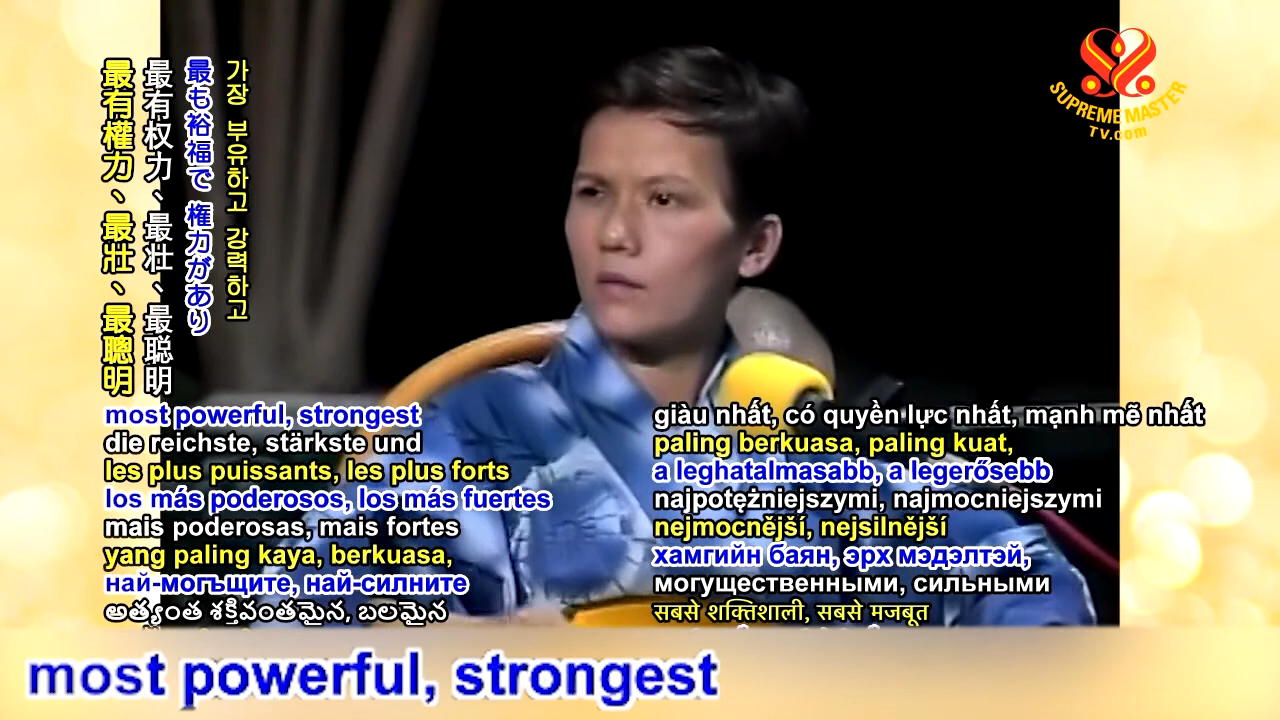 最有權力、最壯、最聰明
最有权力、最壮、最聪明
最も裕福で 権力があり
가장 부유하고 강력하고
SUPREME MASTER
TV.com
most powerful, strongest
die reichste, stärkste und
les plus puissants, les plus forts
los más poderosos, los más fuertes
mais poderosas, mais fortes
yang paling kaya, berkuasa,
най-могъщите, най-силните
అత్యంత శక్తివంతమైన, బలమైన
giàu nhất, có quyền lực nhất, mạnh mẽ nhất
paling berkuasa, paling kuat,
a leghatalmasabb, a legerősebb
najpotężniejszymi, najmocniejszymi
nejmocnější, nejsilnější
хамгийн баян, эрх мэдэлтэй,
могущественными, сильными
सबसे शक्तिशाली, सबसे मजबूत
most powerful, strongest